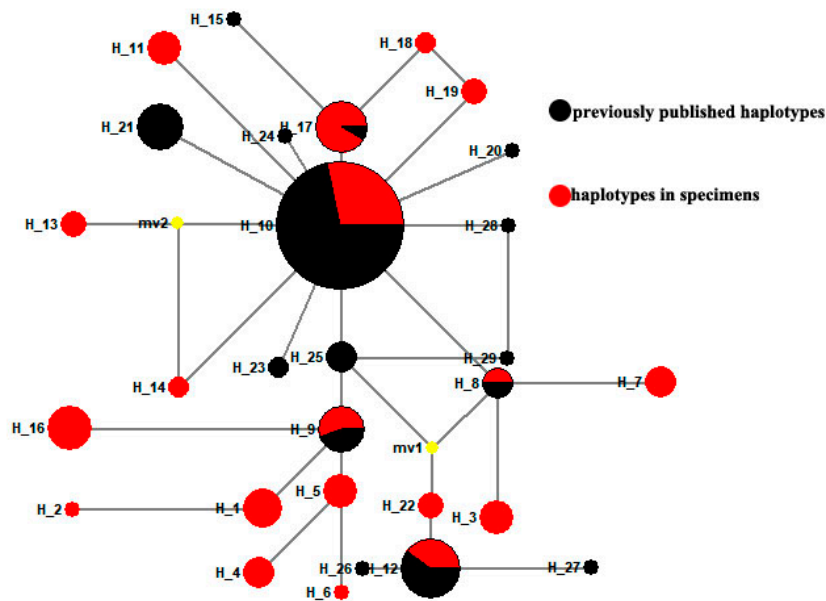 H_15
H_18
H_11
H_19
previously published haplotypes
H_21
H_24
H_17
H_20
haplotypes in specimens
H_13
mv2
H_10
H_28
H_25
H_29
H_23
H_14
H_8
H_7
H_16
H_9
mv1
H_5
H_2
H_1
H_22
H_3
H_4
H_26
H_12
H_27
H_6